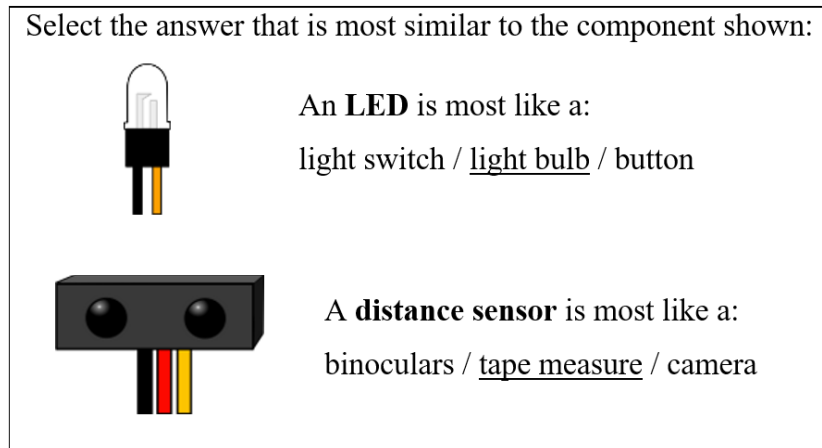 Select the answer that is most similar to the component shown:
An LED is most like a:
light switch / light bulb / button
A distance sensor is most like a:
binoculars / tape measure / camera